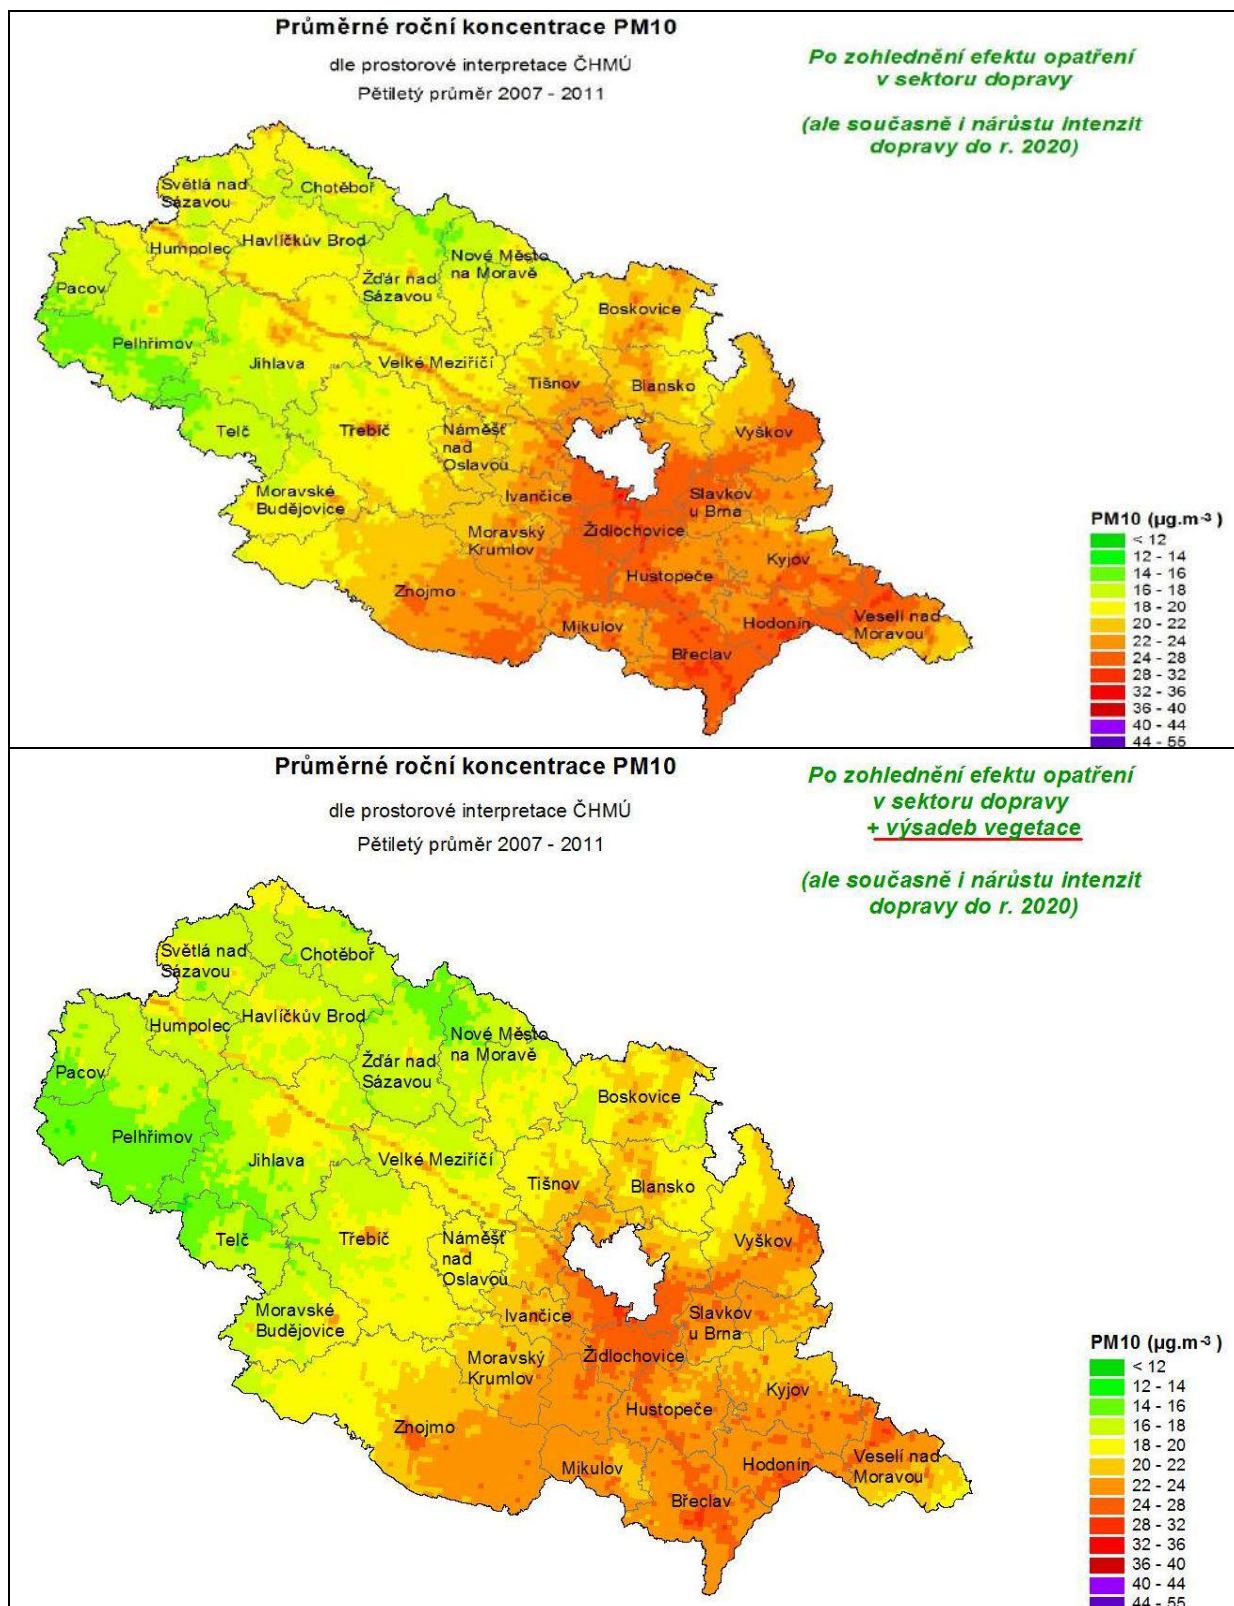 Průměrné roční koncentrace PM10
dle prostorové interpretace ČHMÚ
Pětiletý průměr 2007 - 2011
Po zohlednění efektu opatření
v sektoru dopravy
(ale současně i nárůstu intenzit
dopravy do r. 2020)
Světlá nad
Sázavou
Chotěboř
Humpolec
Havlíčkův Brod
Nové Město
na Moravě
Pacov
Žďár nad
Sázavou
Boskovice
Pelhřimov
Jihlava
Velké Meziříčí
Tišnov
Blansko
Telč
Třebíč
Náměšť
nad
Oslavou
Vyškov
Moravské
Budějovice
Ivančice
Slavkov
u Brna
Moravský
Krumlov
Židlochovice
Kyjov
Znojmo
Hustopeče
Mikulov
Hodonín
Veselí nad
Moravou
Břeclav
PM10 (µg.m-3 )
< 12
12 - 14
14 - 16
16 - 18
18 - 20
20 - 22
22 - 24
24 - 28
28 - 32
32 - 36
36 - 40
40 - 44
44 - 55
Průměrné roční koncentrace PM10
dle prostorové interpretace ČHMÚ
Pětiletý průměr 2007 - 2011
Po zohlednění efektu opatření
v sektoru dopravy
+ výsadeb vegetace
(ale současně i nárůstu intenzit
dopravy do r. 2020)
Světlá nad
Sázavou
Chotěboř
Humpolec
Havlíčkův Brod
Nové Město
na Moravě
Pacov
Žďár nad
Sázavou
Boskovice
Pelhřimov
Jihlava
Velké Meziříčí
Tišnov
Blansko
Telč
Třebíč
Náměšť
nad
Oslavou
Vyškov
Moravské
Budějovice
Ivančice
Slavkov
u Brna
Moravský
Krumlov
Židlochovice
Kyjov
Znojmo
Hustopeče
Mikulov
Hodonín
Veselí nad
Moravou
Břeclav
PM10 (µg.m-3 )
< 12
12 - 14
14 - 16
16 - 18
18 - 20
20 - 22
22 - 24
24 - 28
28 - 32
32 - 36
36 - 40
40 - 44
44 - 55